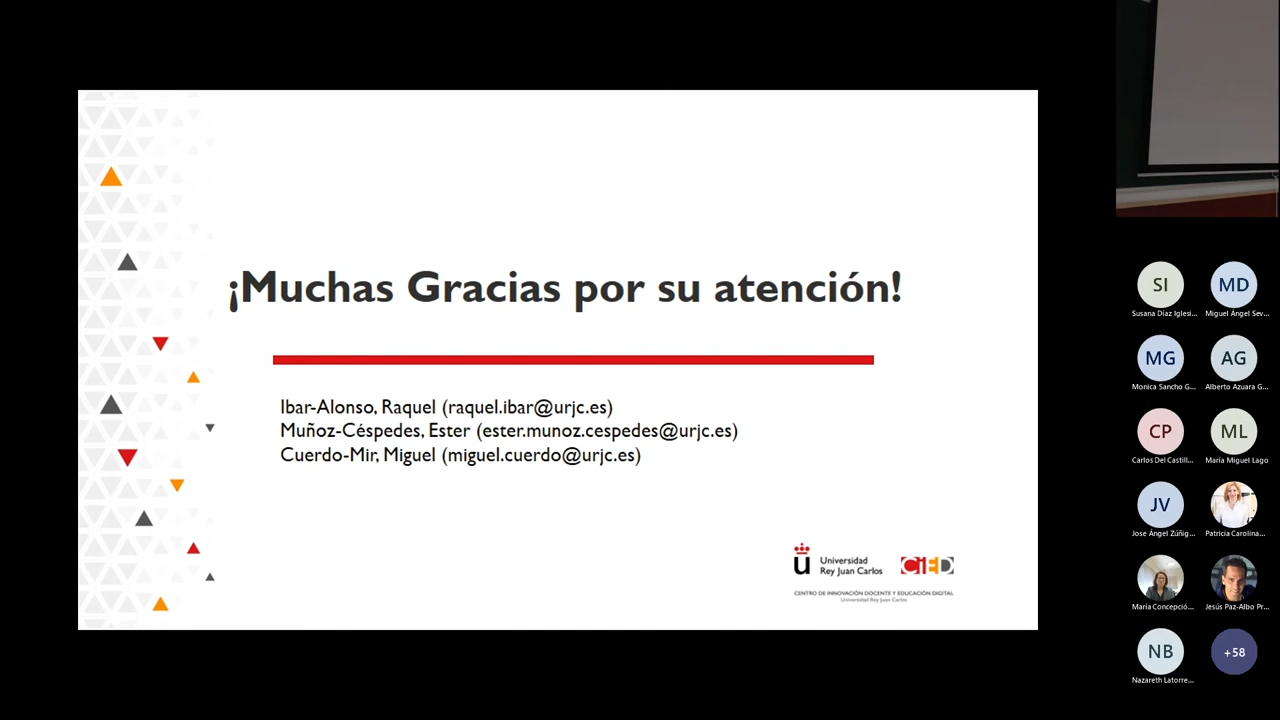 ¡Muchas Gracias por su atención!
Ibar-Alonso, Raquel (raquel.ibar@urjc.es)
Muñoz-Céspedes, Ester (ester.munoz.cespedes@urjc.es)
Cuerdo-Mir, Miguel (miguel.cuerdo@urjc.es)
ü Universidad
Rey Juan Carlos
CiED
CENTRO DE INNOVACIÓN DOCENTE Y EDUCACIÓN DIGITAL
Universidad Rey Juan Carlos
SI MD
Susana Díaz Iglesi... Miguel Ángel Sev...
MG AG
Monica Sancho G... Alberto Azuara G...
CP ML
Carlos Del Castill... María Miguel Lago
JV
Jose Ángel Zúñig... Patricia Carolina...
María Concepció... Jesús Paz-Albo Pr...
NB +58
Nazareth Latorre...